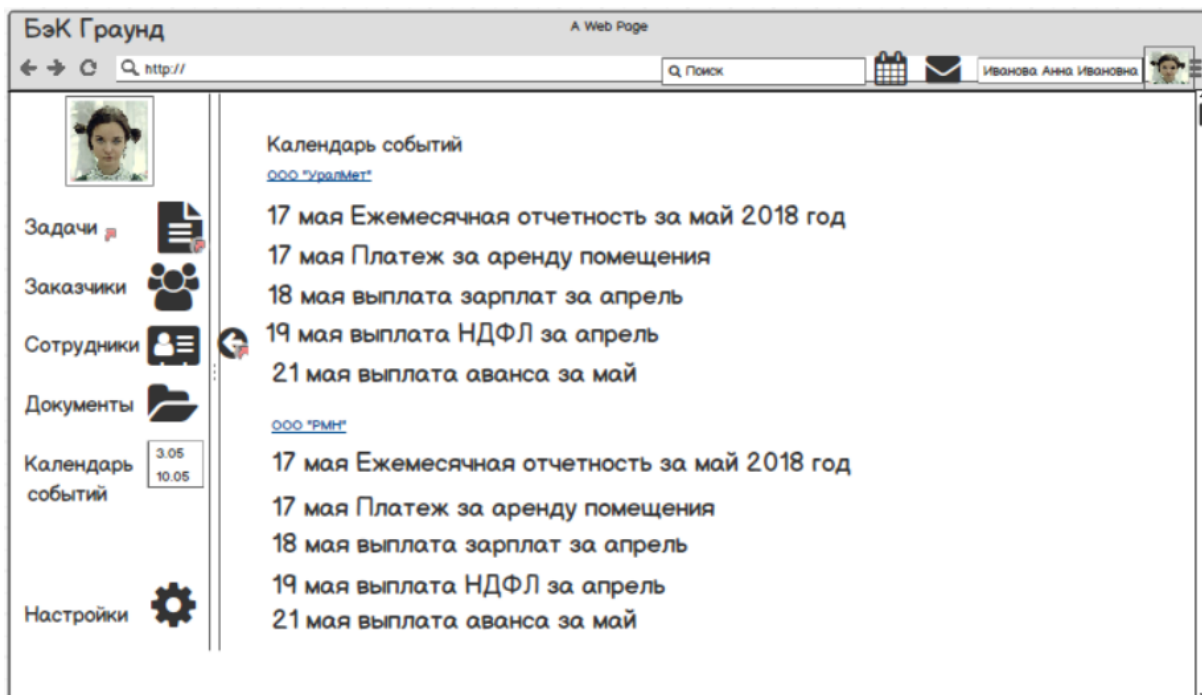 БэК Граунд
A Web Page
http://
Поиск
Иванова Анна Ивановна
Задачи
Заказчики
Сотрудники
Документы
Календарь
событий
3.05
10.05
Настройки
Календарь событий
ООО "УралМет"
17 мая Ежемесячная отчетность за май 2018 год
17 мая Платеж за аренду помещения
18 мая выплата зарплат за апрель
19 мая выплата НДФЛ за апрель
21 мая выплата аванса за май
ООО "РМН"
17 мая Ежемесячная отчетность за май 2018 год
17 мая Платеж за аренду помещения
18 мая выплата зарплат за апрель
19 мая выплата НДФЛ за апрель
21 мая выплата аванса за май